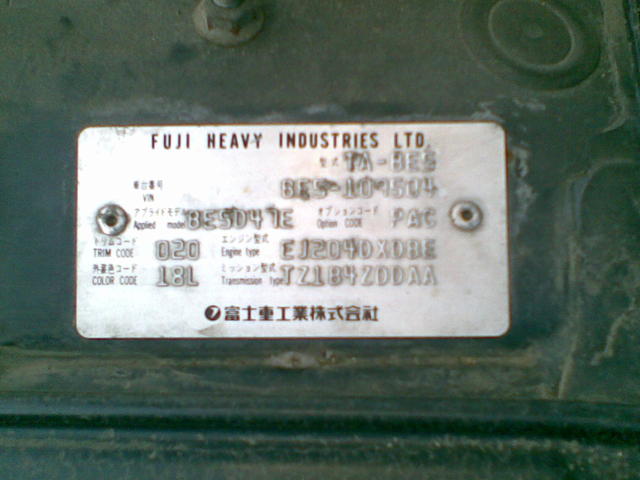 FUJI HEAVY INDUSTRIES LTD.
型式 TA-BE5
車台番号 VIN BE5-109504
アプライドモデル Applied model BE5D47E オプションコード Option CODE PAC
トリムコード TRIM CODE 020 エンジン型式 Engine type EJ204DX0BE
外装色コード COLOR CODE 18L ミッション型式 Transmission type TZ1B4ZDDAA
富士重工業株式会社